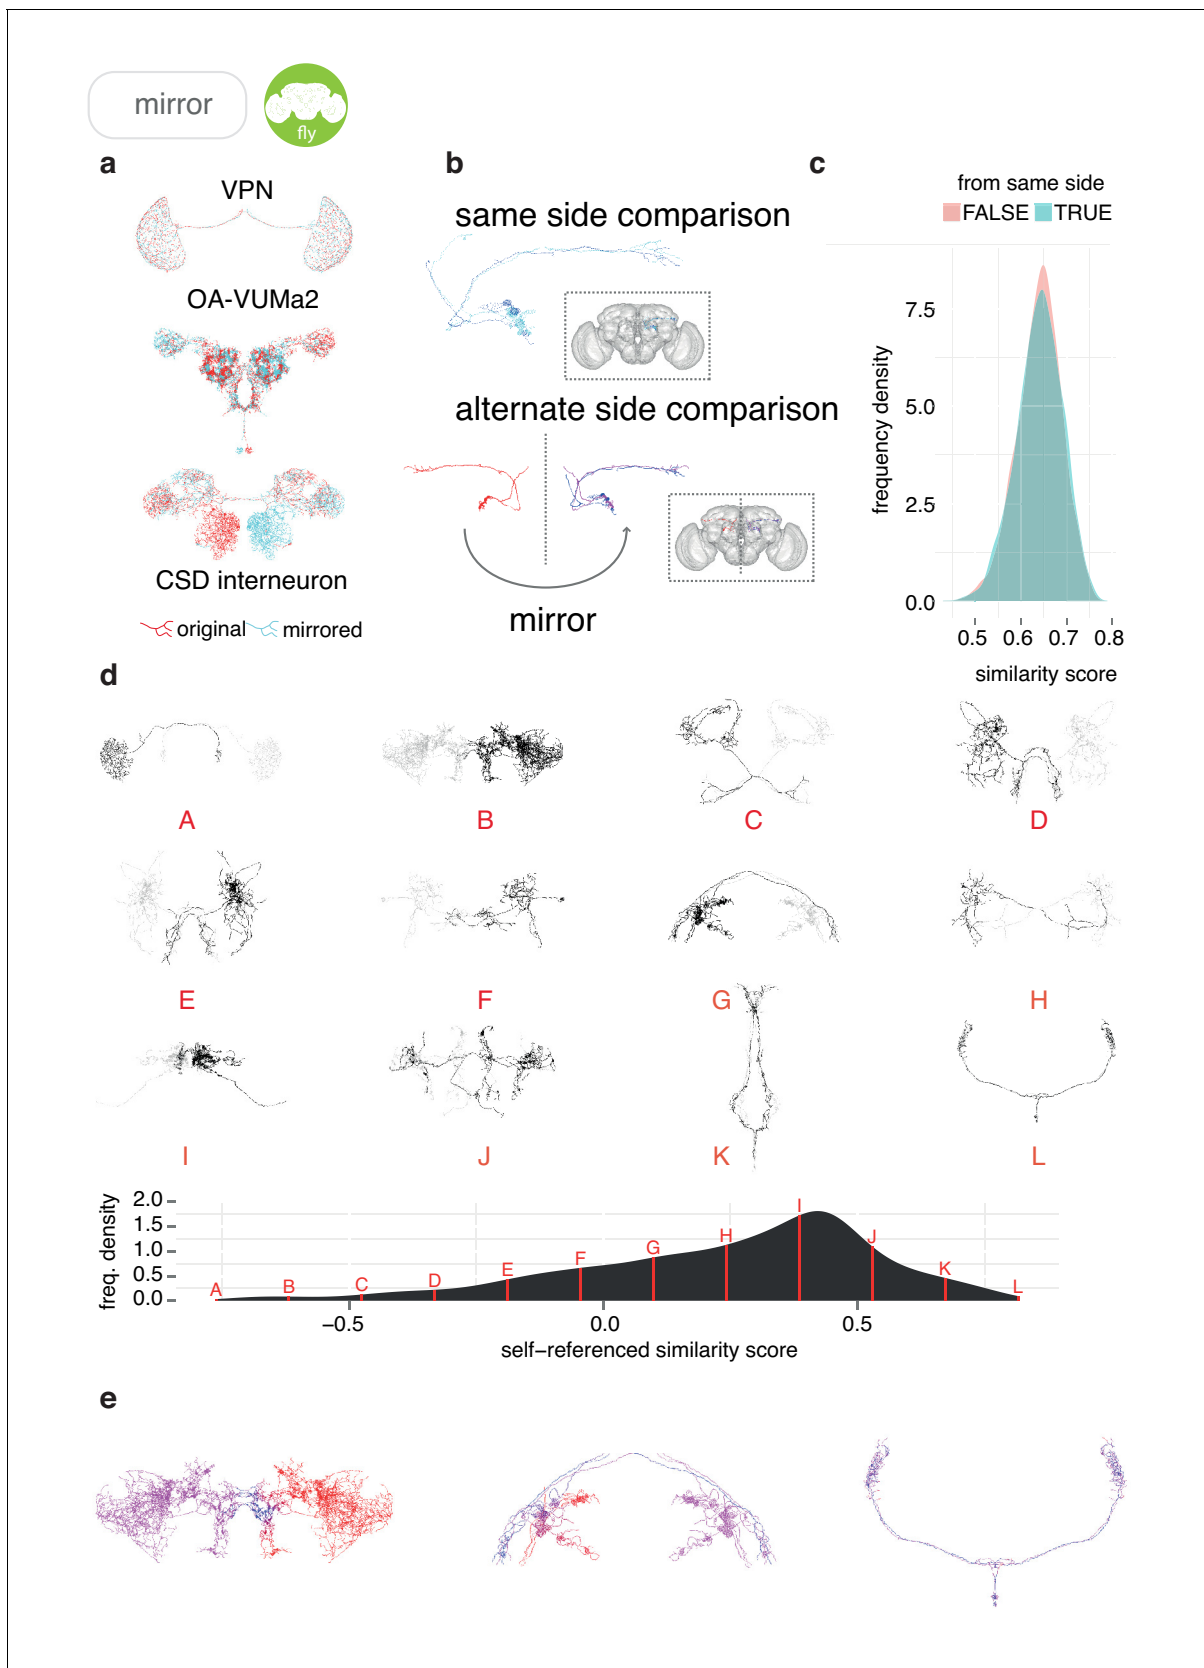 mirror
fly
a
VPN
OA-VUMa2
CSD interneuron
original mirrored
b
same side comparison
alternate side comparison
mirror
c
from same side
FALSE TRUE
frequency density
7.5
5.0
2.5
0.0
0.5 0.6 0.7 0.8
similarity score
d
A B C D
E F G H
I J K L
freq. density
2.0
1.5
1.0
0.5
0.0
A B C D E F G H I J K L
−0.5 0.0 0.5
self−referenced similarity score
e